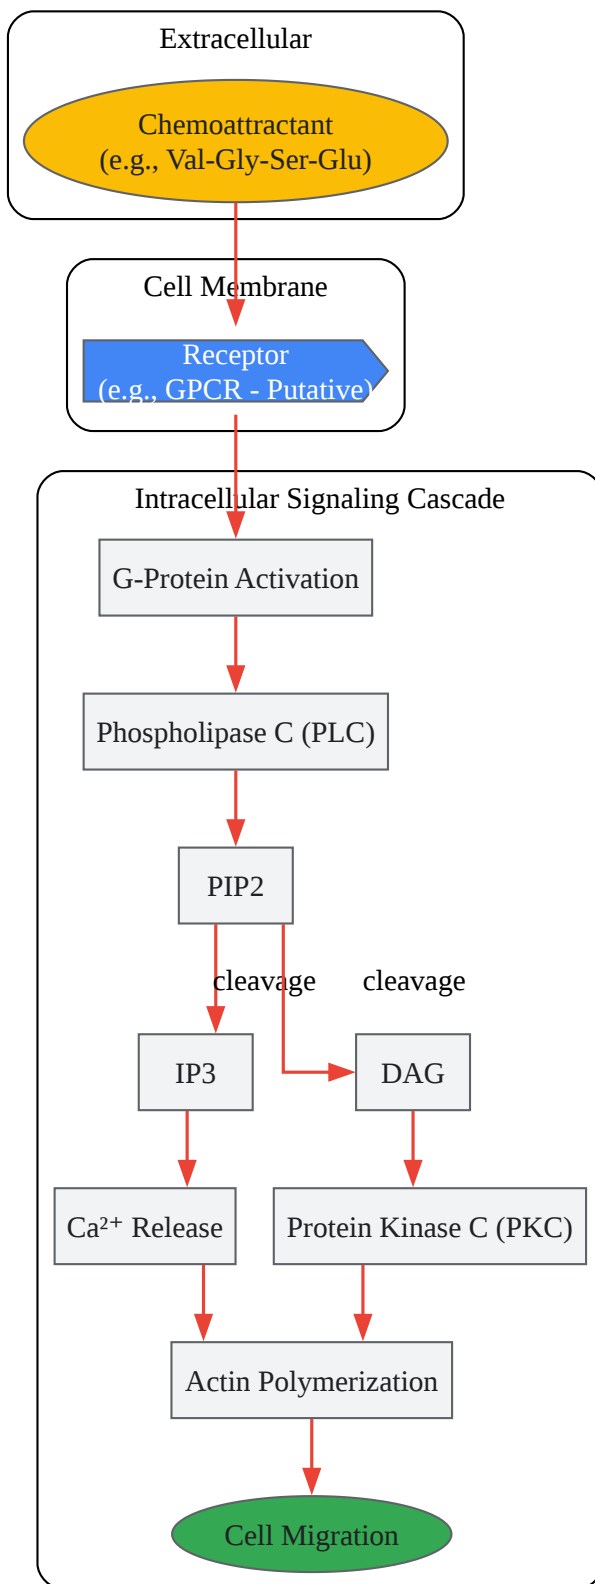 Extracellular
Chemoattractant
(e.g., Val-Gly-Ser-Glu)
Cell Membrane
Receptor
(e.g., GPCR - Putative)
Intracellular Signaling Cascade
G-Protein Activation
Phospholipase C (PLC)
PIP2
cleavage
cleavage
IP3
DAG
Ca²⁺ Release
Protein Kinase C (PKC)
Actin Polymerization
Cell Migration